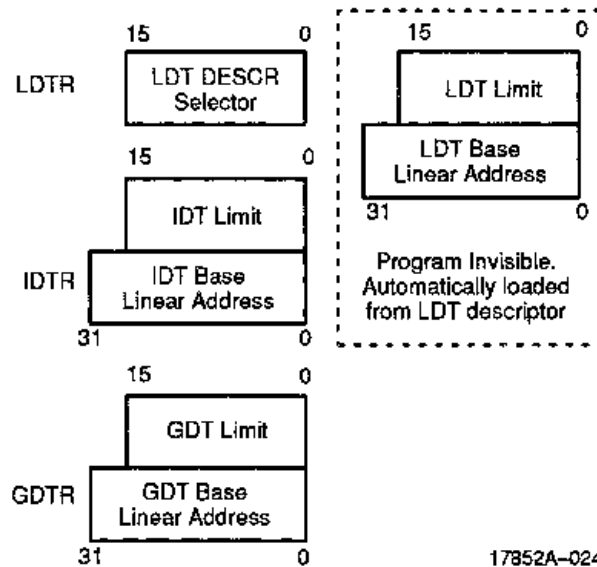 15 0
LDTR
LDT DESCR
Selector
15 0
LDT Limit
LDT Base
Linear Address
31 0
Program Invisible.
Automatically loaded
from LDT descriptor
15 0
IDTR
IDT Limit
IDT Base
Linear Address
31 0
15 0
GDTR
GDT Limit
GDT Base
Linear Address
31 0
17852A–024